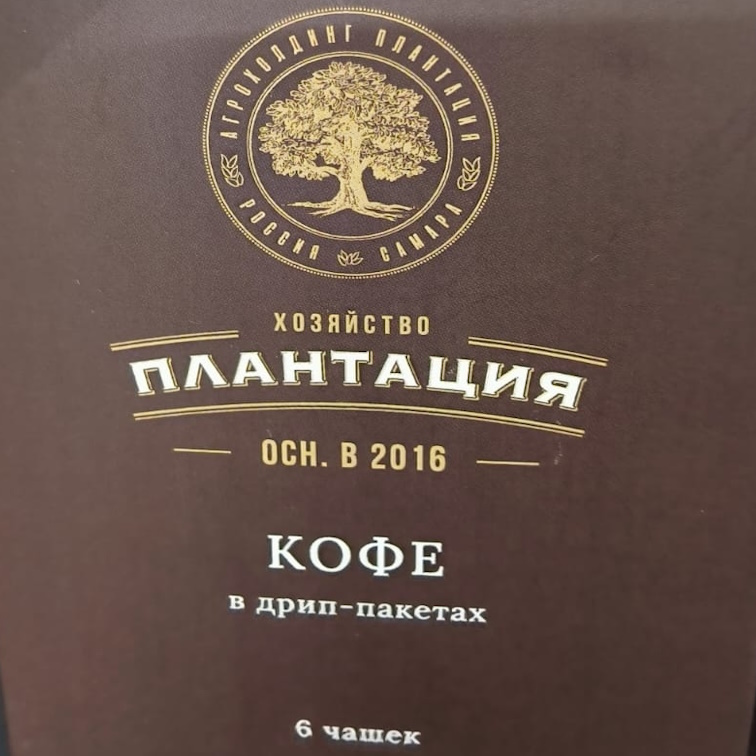 АГРОХОЛДИНГ ПЛАНТАЦИЯ
РОССИЯ САМАРА
ХОЗЯЙСТВО
ПЛАНТАЦИЯ
ОСН. В 2016
КОФЕ
в дрип-пакетах
6 чашек